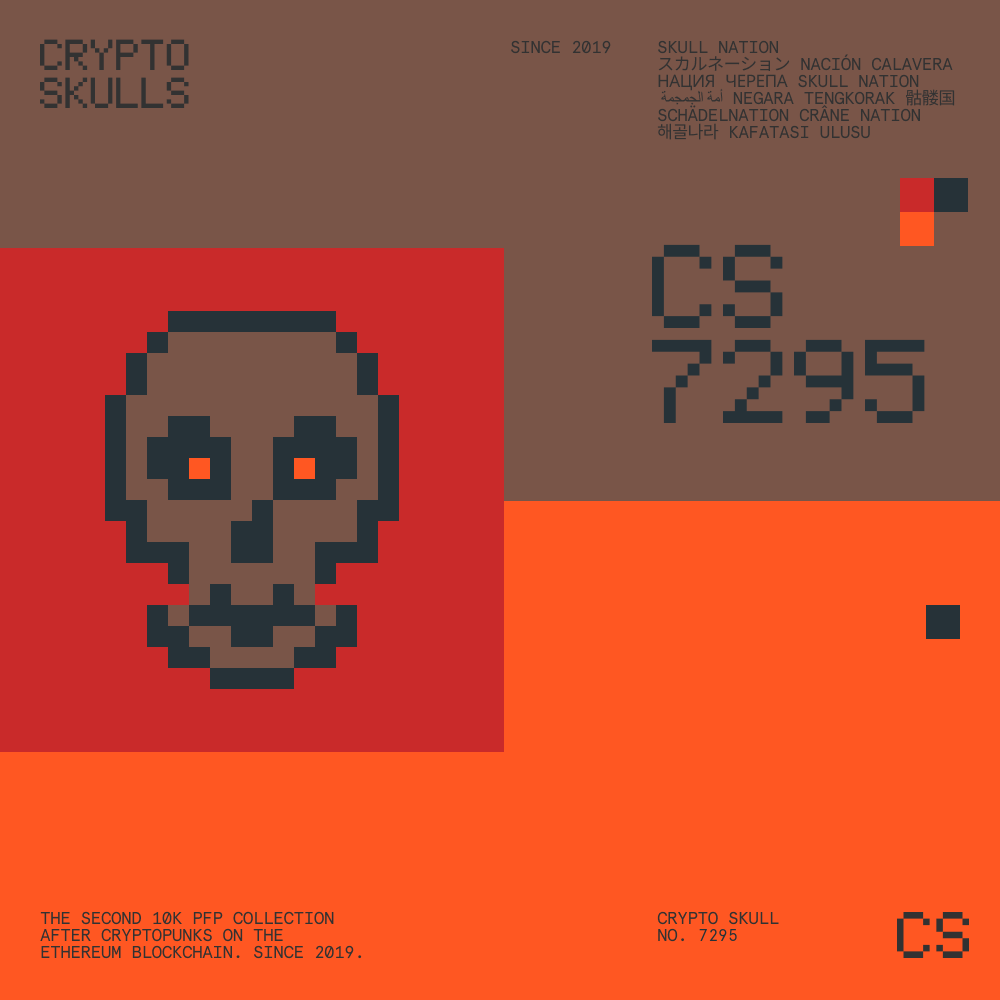 CRYPTO
SKULLS
SINCE 2019
SKULL NATION
スカルネーション NACIÓN CALAVERA
НАЦИЯ ЧЕРЕПА SKULL NATION
أمة الجمجمة NEGARA TENGKORAK 骷髅国
SCHÄDELNATION CRÂNE NATION
해골나라 KAFATASI ULUSU
CS
7295
THE SECOND 10K PFP COLLECTION
AFTER CRYPTOPUNKS ON THE
ETHEREUM BLOCKCHAIN. SINCE 2019.
CRYPTO SKULL
NO. 7295
CS